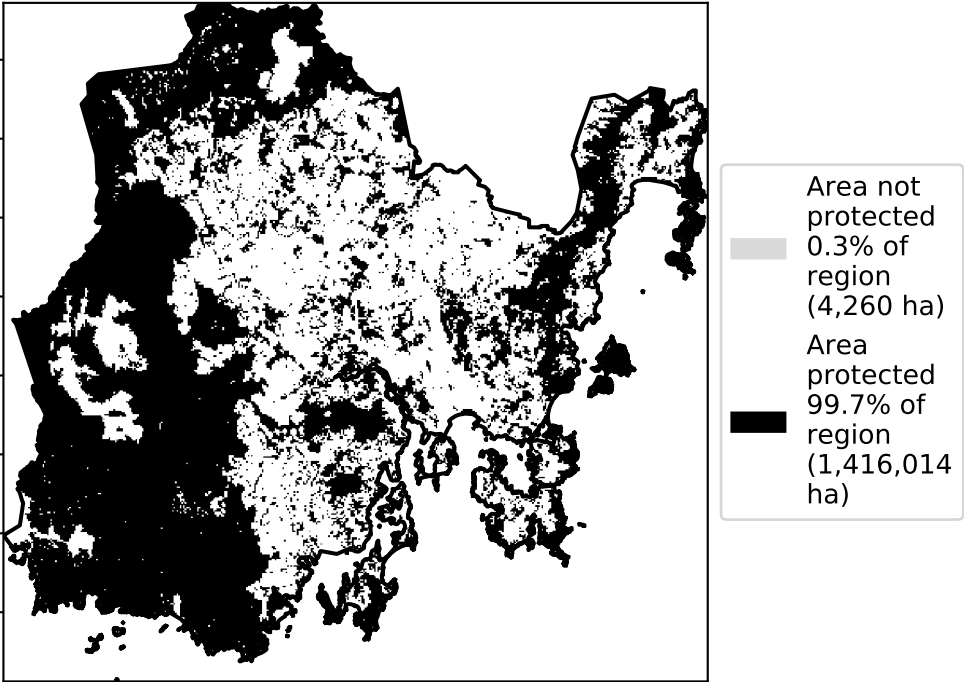 Area not
protected
0.3% of
region
(4,260 ha)
Area
protected
99.7% of
region
(1,416,014
ha)